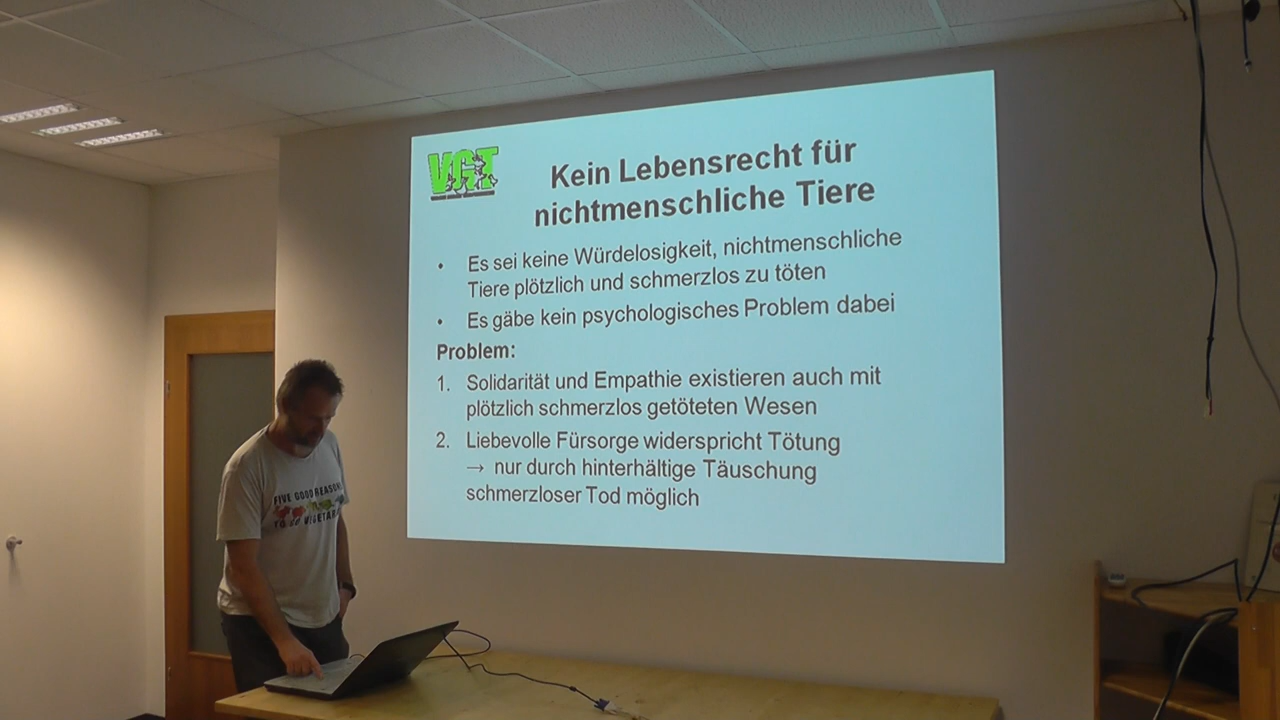 VGT
Kein Lebensrecht für
nichtmenschliche Tiere
• Es sei keine Würdelosigkeit, nichtmenschliche
Tiere plötzlich und schmerzlos zu töten
• Es gäbe kein psychologisches Problem dabei
Problem:
1. Solidarität und Empathie existieren auch mit
plötzlich schmerzlos getöteten Wesen
2. Liebevolle Fürsorge widerspricht Tötung
→ nur durch hinterhältige Täuschung
schmerzloser Tod möglich
FIVE GOOD REASONS
TO